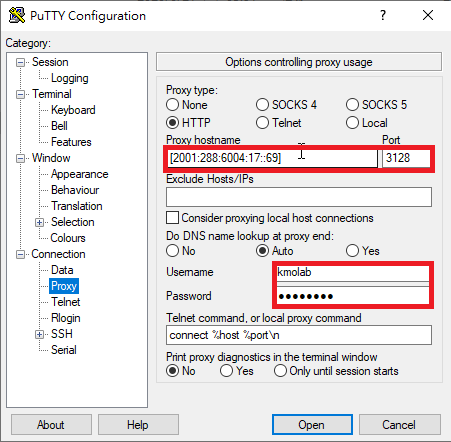 PuTTY Configuration
Category:
Session
Logging
Terminal
Keyboard
Bell
Features
Window
Appearance
Behaviour
Translation
Selection
Colours
Connection
Data
Proxy
Telnet
Rlogin
SSH
Serial
Options controlling proxy usage
Proxy type:
None SOCKS 4 SOCKS 5
HTTP Telnet Local
Proxy hostname Port
[2001:288:6004:17::69] 3128
Exclude Hosts/IPs
Consider proxying local host connections
Do DNS name lookup at proxy end:
No Auto Yes
Username kmolab
Password ●●●●●●●●
Telnet command, or local proxy command
connect %host %port\n
Print proxy diagnostics in the terminal window
No Yes Only until session starts
About Help Open Cancel